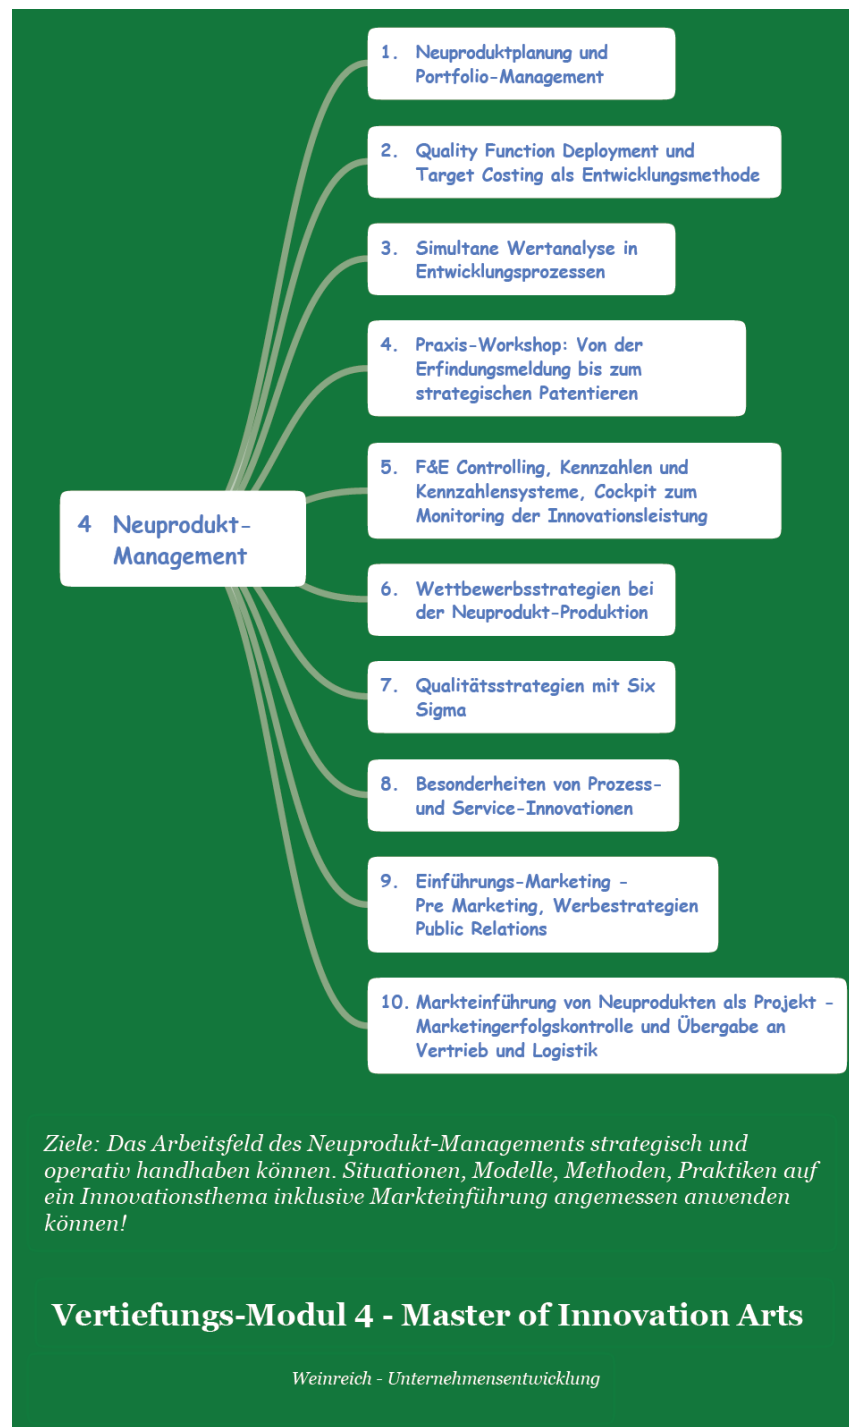 1. Neuproduktplanung und
Portfolio-Management
2. Quality Function Deployment und
Target Costing als Entwicklungsmethode
3. Simultane Wertanalyse in
Entwicklungsprozessen
4. Praxis-Workshop: Von der
Erfindungsmeldung bis zum
strategischen Patentieren
5. F&E Controlling, Kennzahlen und
Kennzahlensysteme, Cockpit zum
Monitoring der Innovationsleistung
4 Neuprodukt-
Management
6. Wettbewerbsstrategien bei
der Neuprodukt-Produktion
7. Qualitätsstrategien mit Six
Sigma
8. Besonderheiten von Prozess-
und Service-Innovationen
9. Einführungs-Marketing -
Pre Marketing, Werbestrategien
Public Relations
10. Markteinführung von Neuprodukten als Projekt -
Marketingerfolgskontrolle und Übergabe an
Vertrieb und Logistik
Ziele: Das Arbeitsfeld des Neuprodukt-Managements strategisch und
operativ handhaben können. Situationen, Modelle, Methoden, Praktiken auf
ein Innovationsthema inklusive Markteinführung angemessen anwenden
können!
Vertiefungs-Modul 4 - Master of Innovation Arts
Weinreich - Unternehmensentwicklung